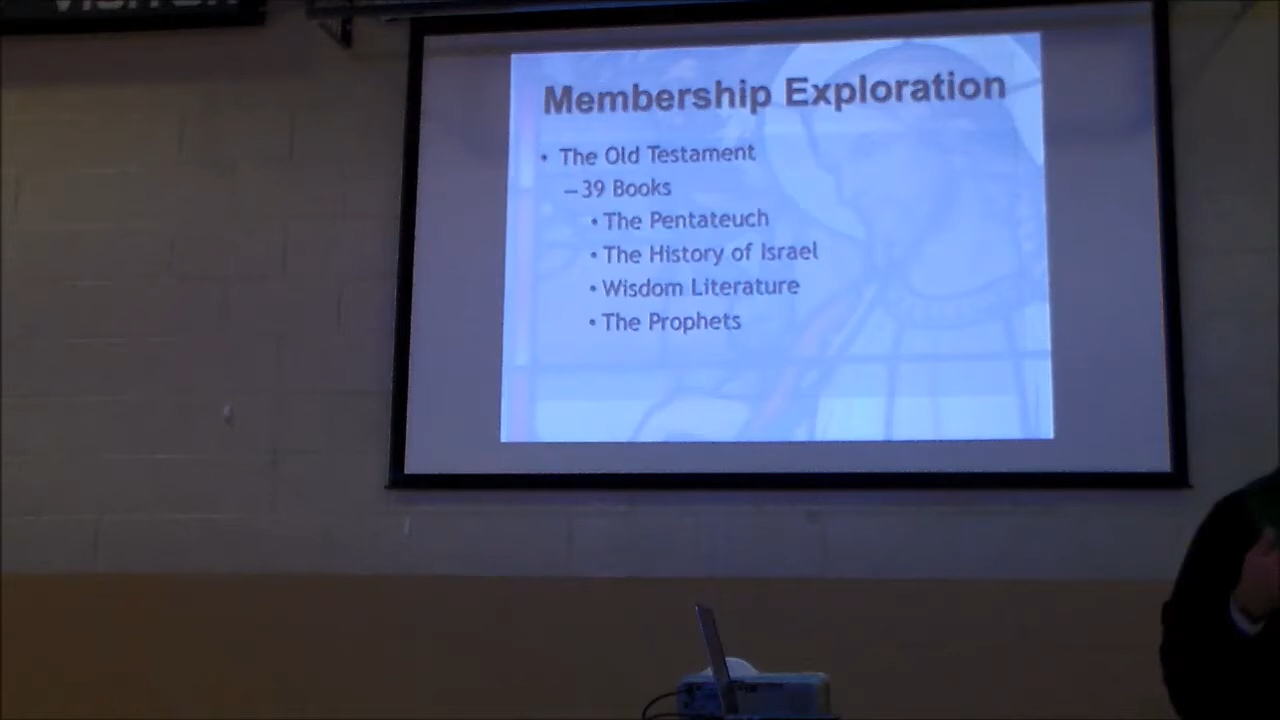 Membership Exploration
• The Old Testament
– 39 Books
• The Pentateuch
• The History of Israel
• Wisdom Literature
• The Prophets